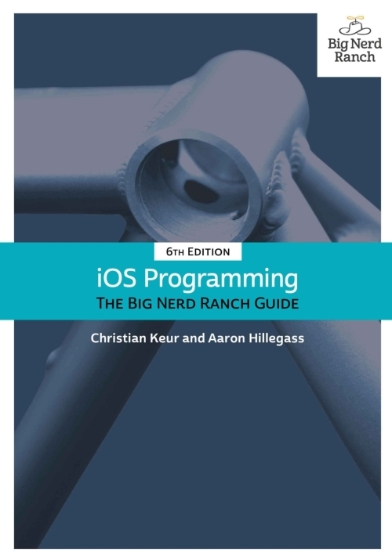 Big Nerd
Ranch
6TH EDITION
iOS Programming
THE BIG NERD RANCH GUIDE
Christian Keur and Aaron Hillegass